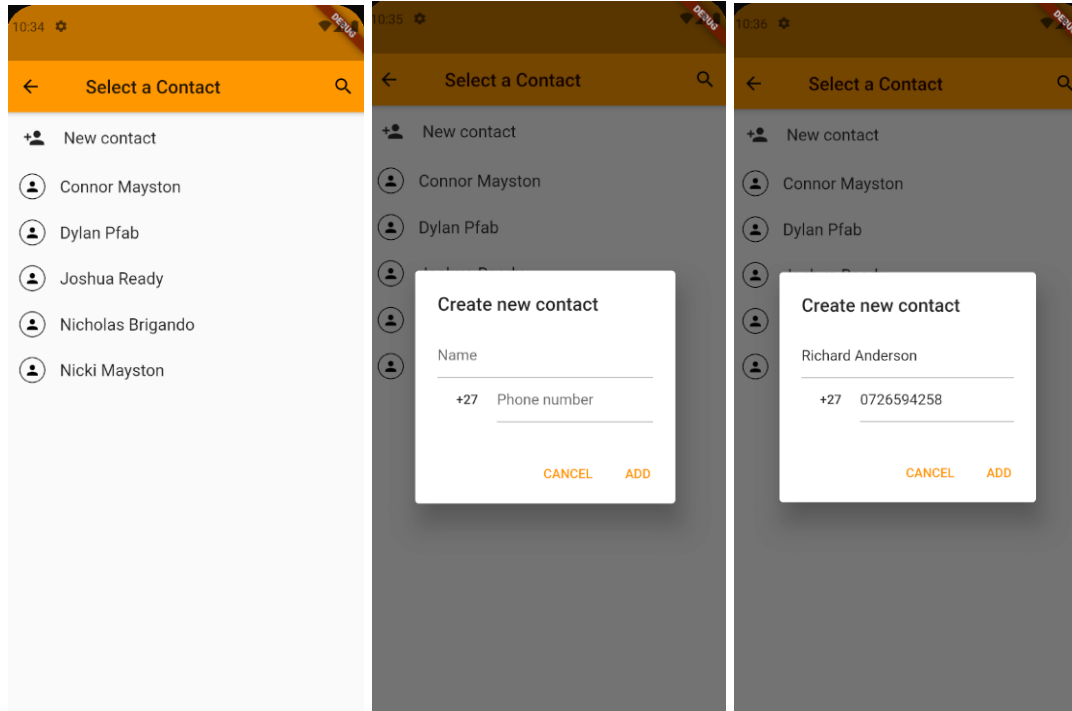 10:34
DEBUG
Select a Contact
New contact
Connor Mayston
Dylan Pfab
Joshua Ready
Nicholas Brigando
Nicki Mayston
10:35
DEBUG
Select a Contact
New contact
Connor Mayston
Dylan Pfab
Create new contact
Name
+27 Phone number
CANCEL ADD
10:36
DEBUG
Select a Contact
New contact
Connor Mayston
Dylan Pfab
Create new contact
Richard Anderson
+27 0726594258
CANCEL ADD